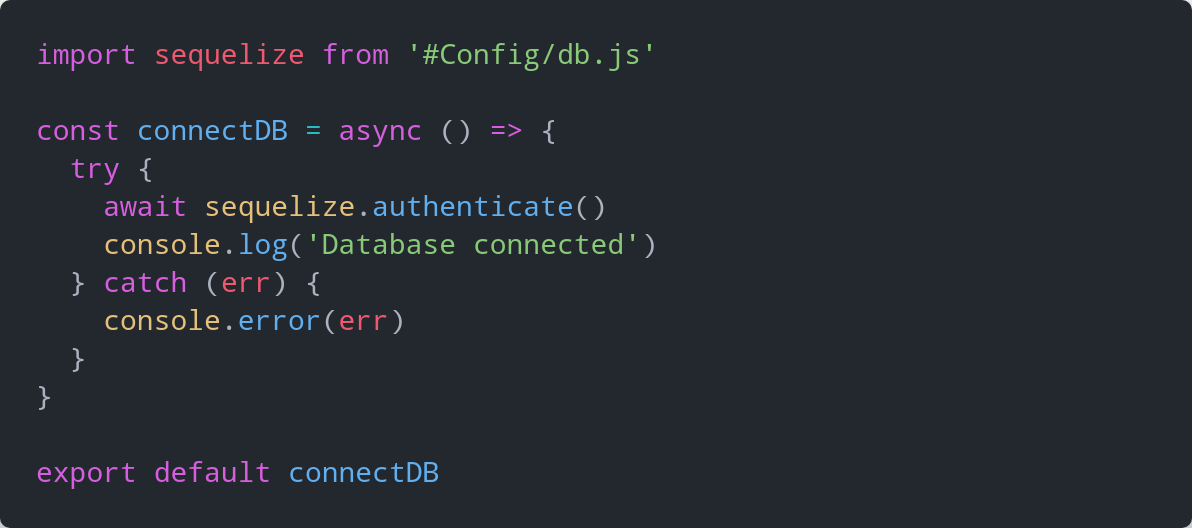 import sequelize from '#Config/db.js'

const connectDB = async () => {
  try {
    await sequelize.authenticate()
    console.log('Database connected')
  } catch (err) {
    console.error(err)
  }
}

export default connectDB